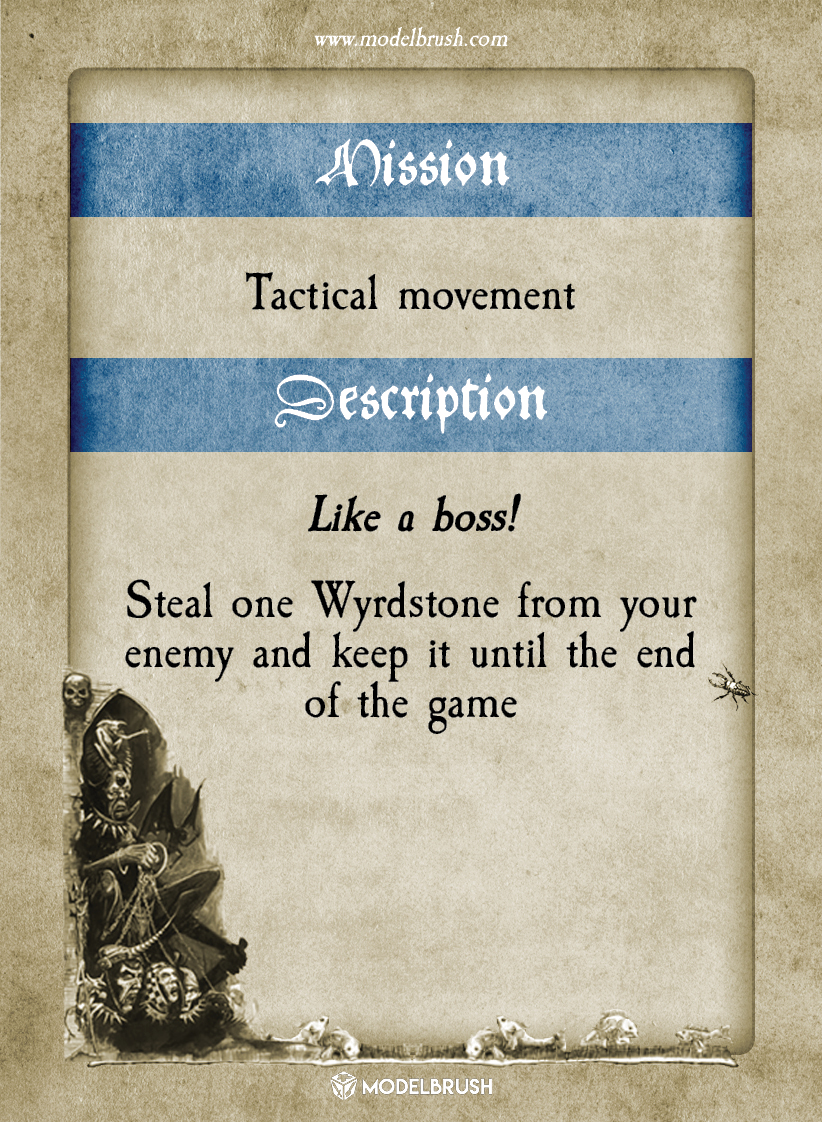 www.modelbrush.com
Mission
Tactical movement
Description
Like a boss!
Steal one Wyrdstone from your
enemy and keep it until the end
of the game
MODELBRUSH